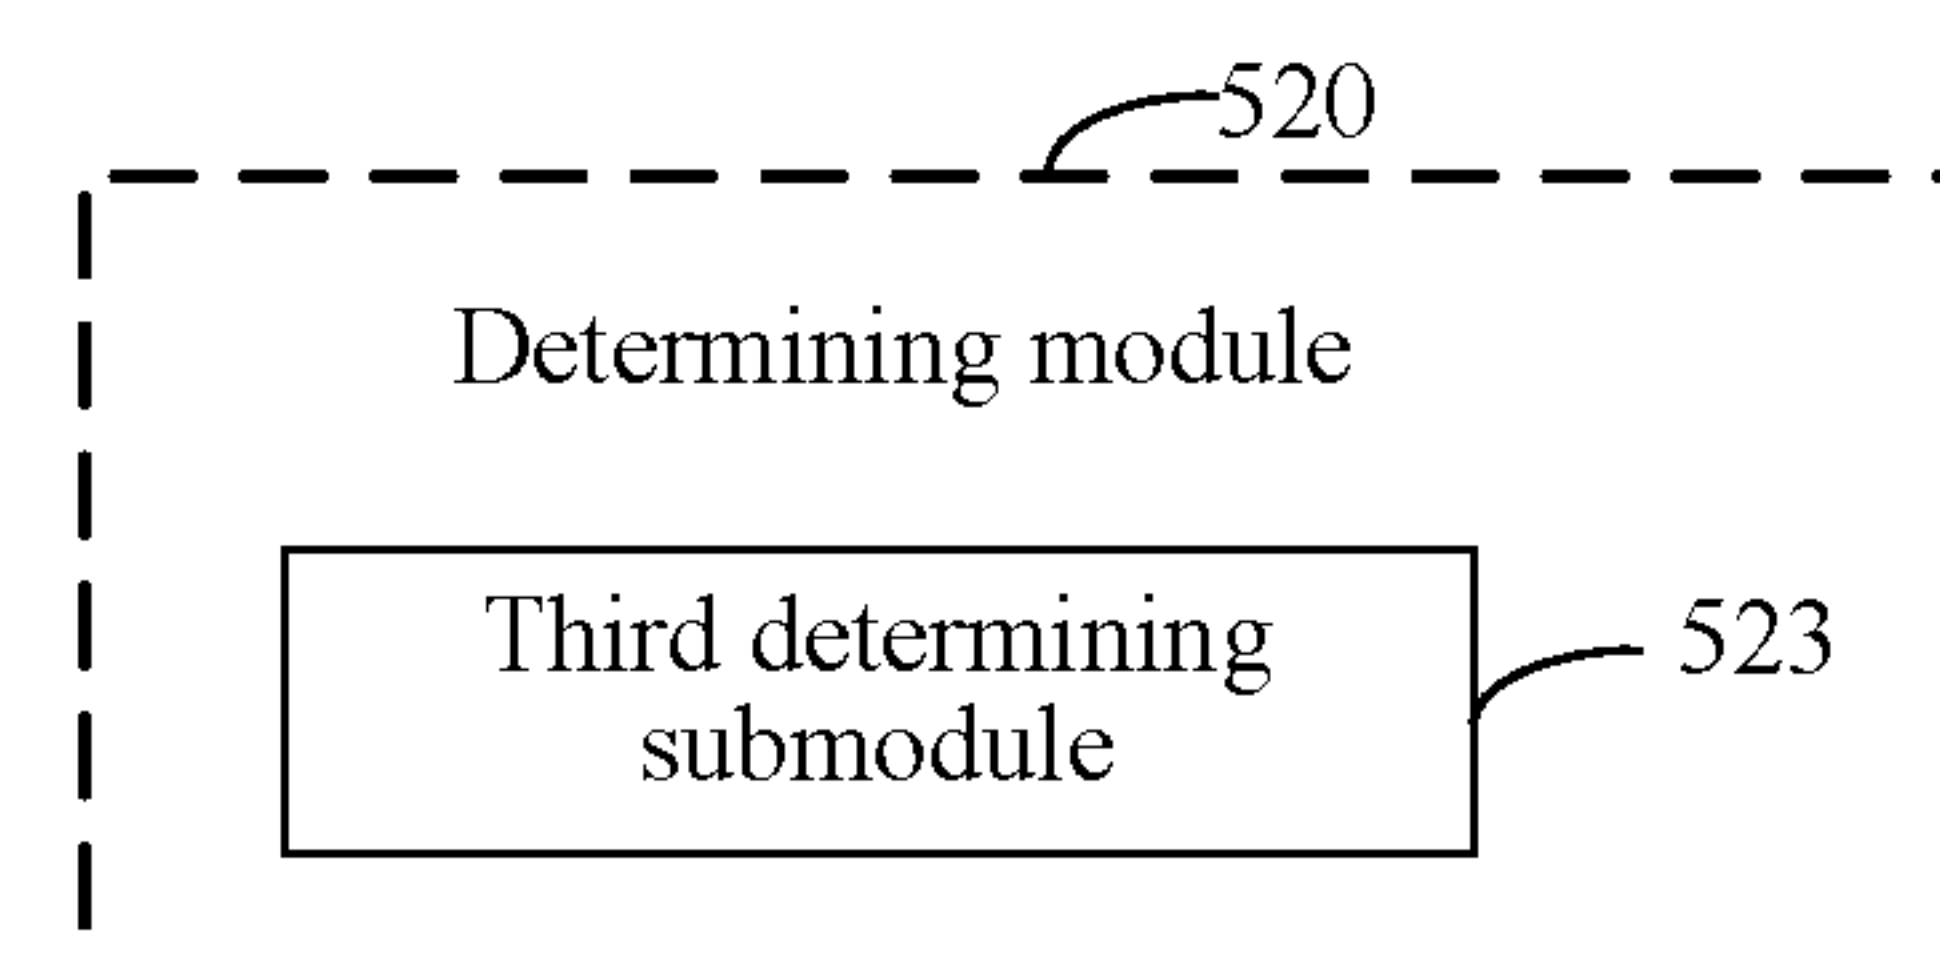 520
Determining module
Third determining
submodule
523